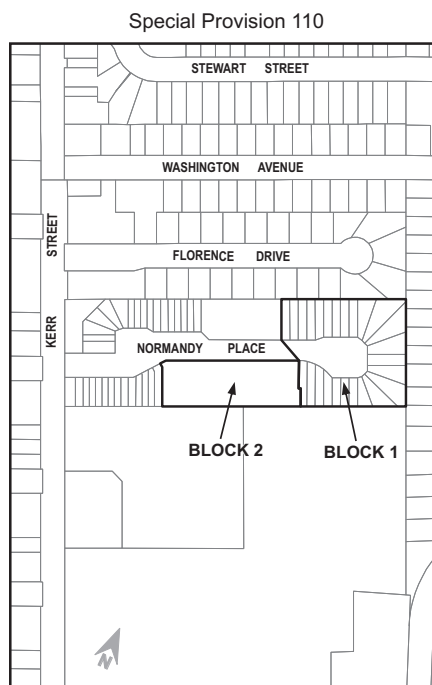 Special Provision 110
STEWART STREET
WASHINGTON AVENUE
KERR STREET
FLORENCE DRIVE
NORMANDY PLACE
BLOCK 2
BLOCK 1
N